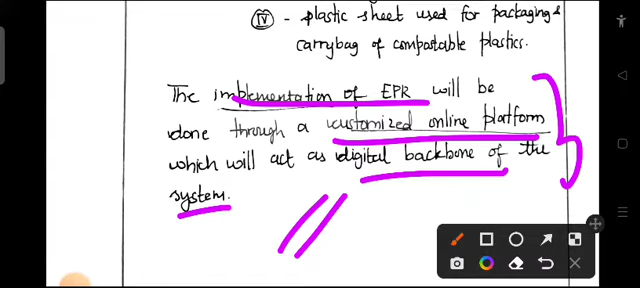 IV - plastic sheet used for packaging &
carrybag of compostable plastics.
The implementation of EPR will be
done through a customized online platform
which will act as digital backbone of the
system.